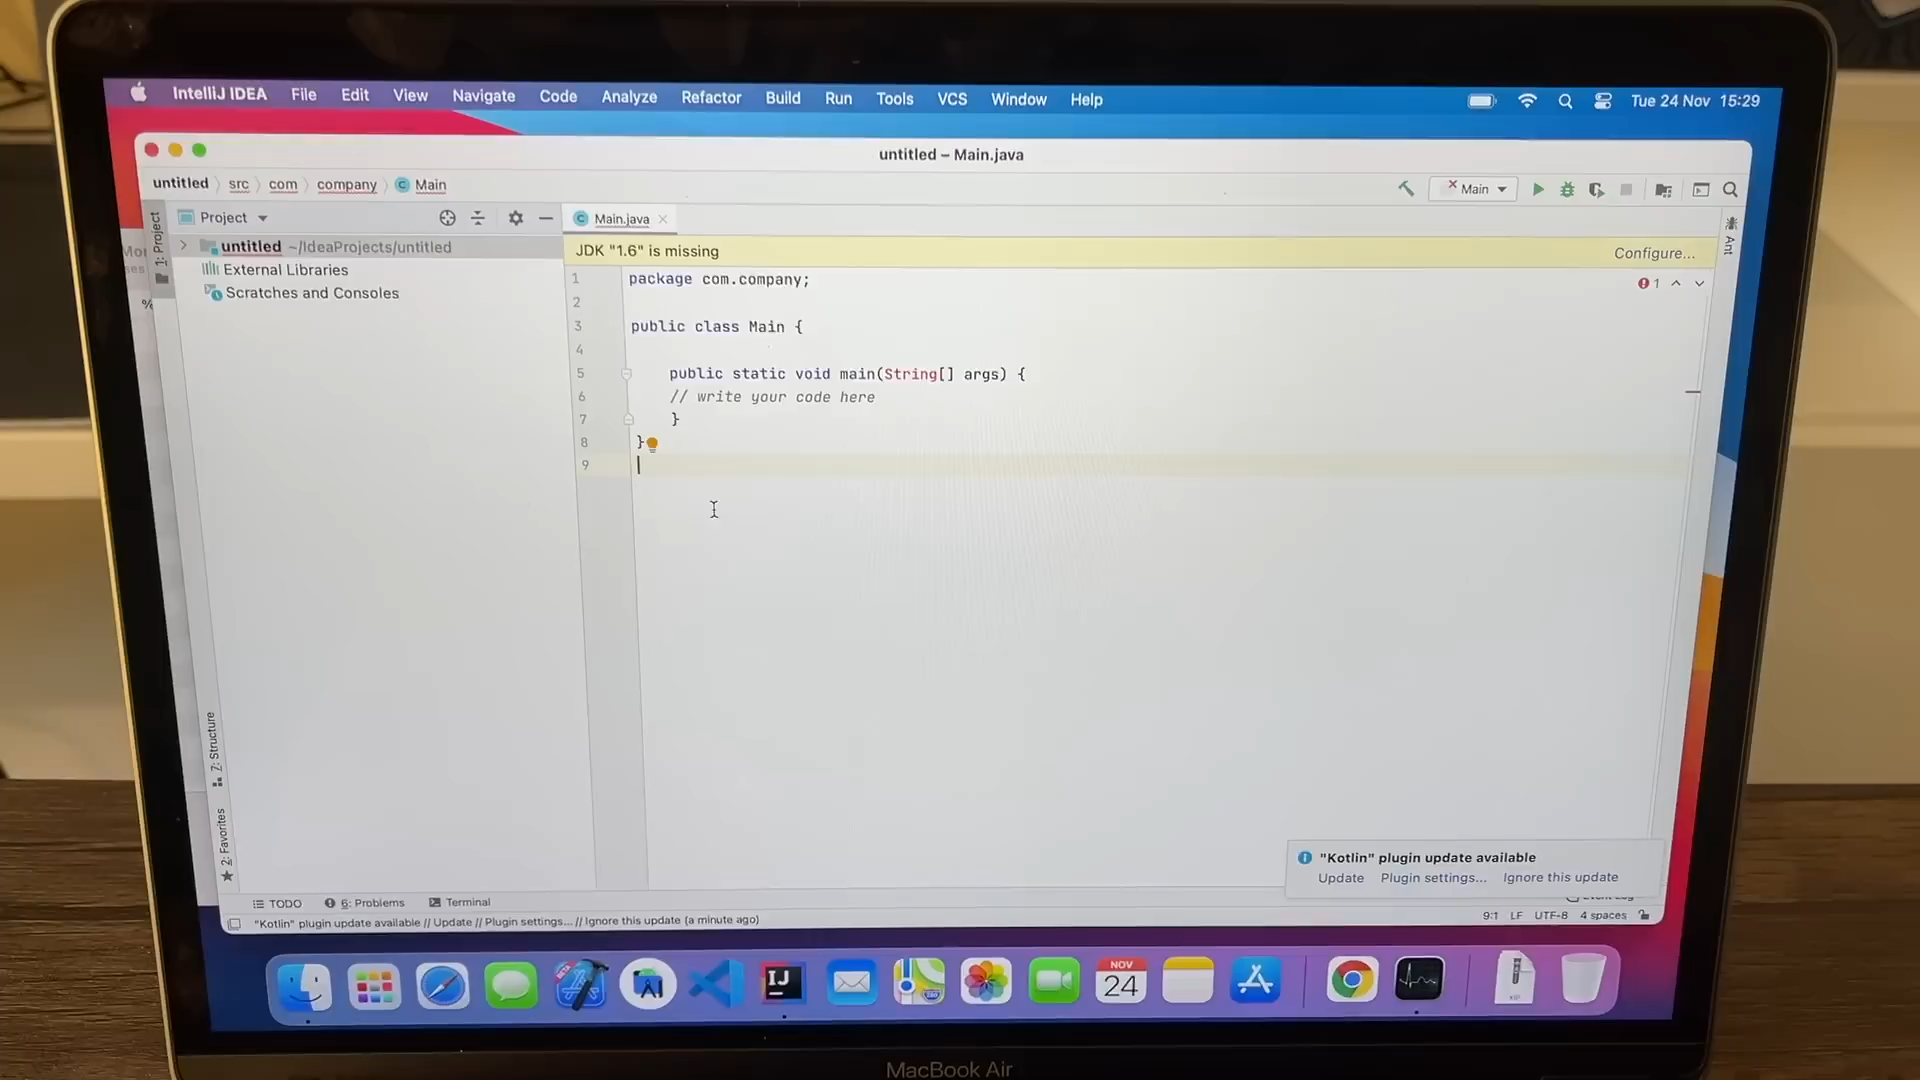 IntelliJ IDEA File Edit View Navigate Code Analyze Refactor Build Run Tools VCS Window Help Tue 24 Nov 15:29
untitled – Main.java
untitled src com company C Main
Main
Project
C Main.java
1: Project
Ant
untitled ~/IdeaProjects/untitled
External Libraries
Scratches and Consoles
JDK "1.6" is missing
Configure...
1 package com.company;
1
2
3 public class Main {
4
5 public static void main(String[] args) {
6 // write your code here
7 }
8 }
9
7: Structure
2: Favorites
"Kotlin" plugin update available
Update Plugin settings... Ignore this update
TODO 6: Problems Terminal
"Kotlin" plugin update available // Update // Plugin settings... // Ignore this update (a minute ago)
9:1 LF UTF-8 4 spaces
IJ
NOV
24
ZIP
MacBook Air